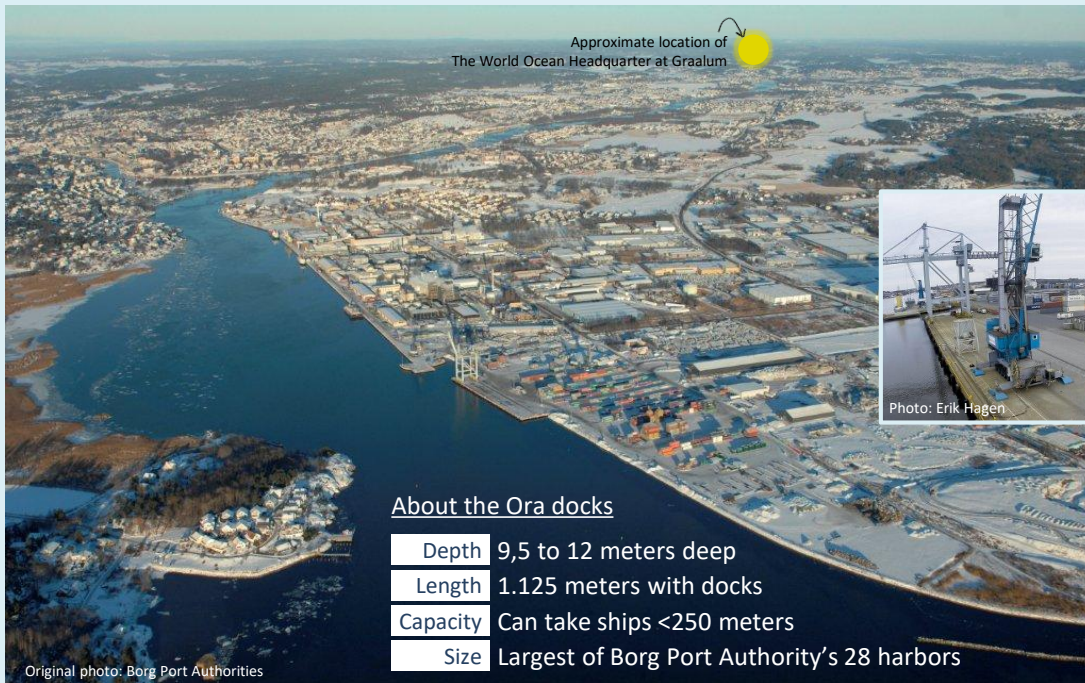 Approximate location of
The World Ocean Headquarter at Graalum
Photo: Erik Hagen
About the Ora docks
Depth 9,5 to 12 meters deep
Length 1.125 meters with docks
Capacity Can take ships <250 meters
Size Largest of Borg Port Authority's 28 harbors
Original photo: Borg Port Authorities